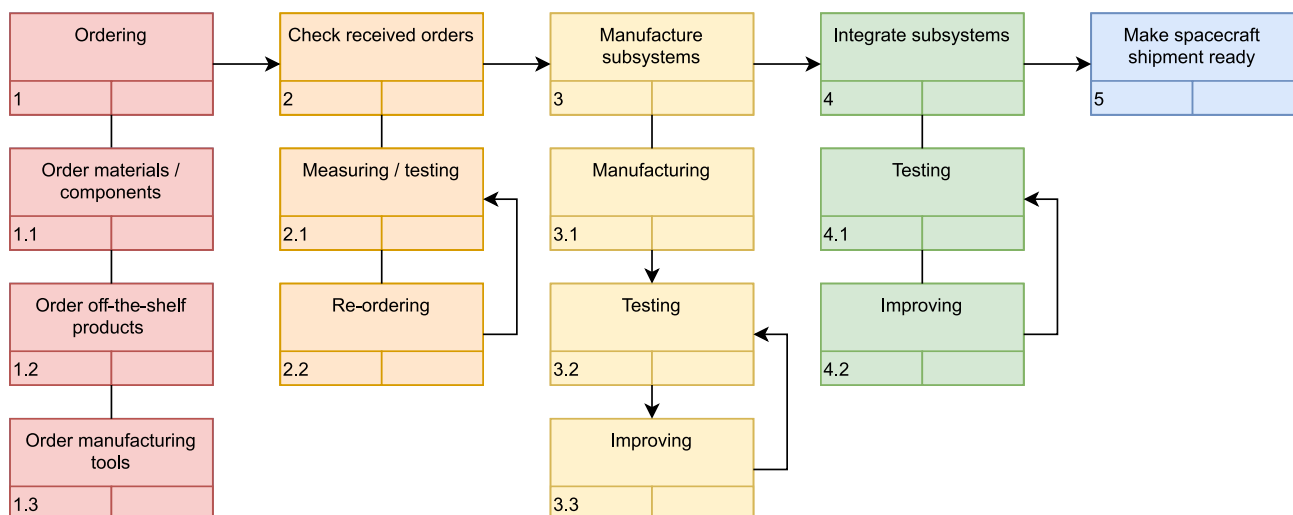 Ordering
1
Check received orders
2
Manufacture
subsystems
3
Integrate subsystems
4
Make spacecraft
shipment ready
5
Order materials /
components
1.1
Measuring / testing
2.1
Manufacturing
3.1
Testing
4.1
Order off-the-shelf
products
1.2
Re-ordering
2.2
Testing
3.2
Improving
4.2
Order manufacturing
tools
1.3
Improving
3.3